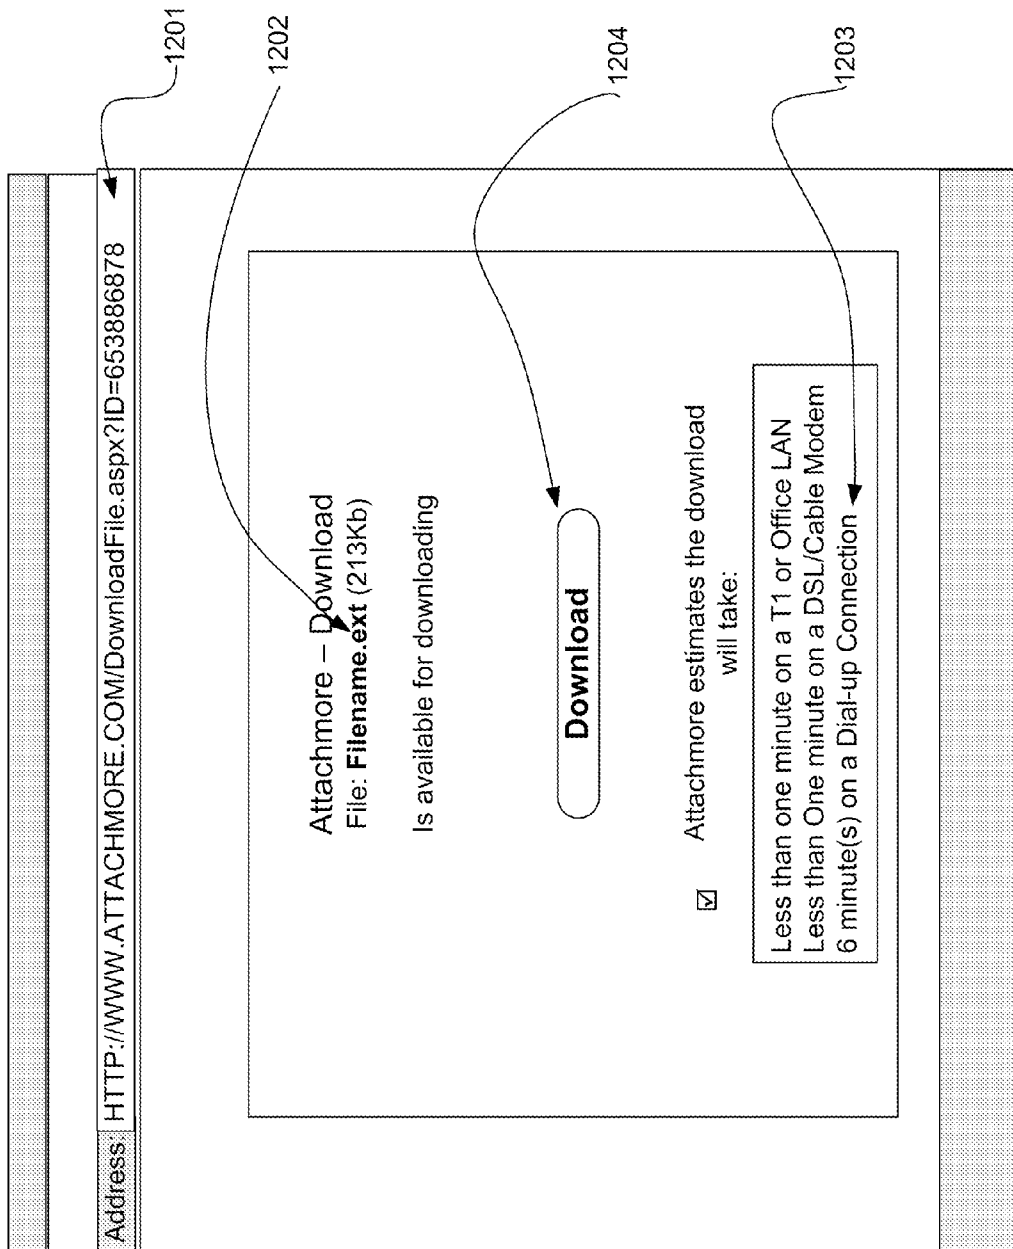 Address: HTTP://WWW.ATTACHMORE.COM/DownloadFile.aspx?ID=653886878
1201
1202
Attachmore – Download
File: Filename.ext (213Kb)
Is available for downloading
Download
1204
☑ Attachmore estimates the download
will take:
Less than one minute on a T1 or Office LAN
Less than One minute on a DSL/Cable Modem
6 minute(s) on a Dial-up Connection
1203